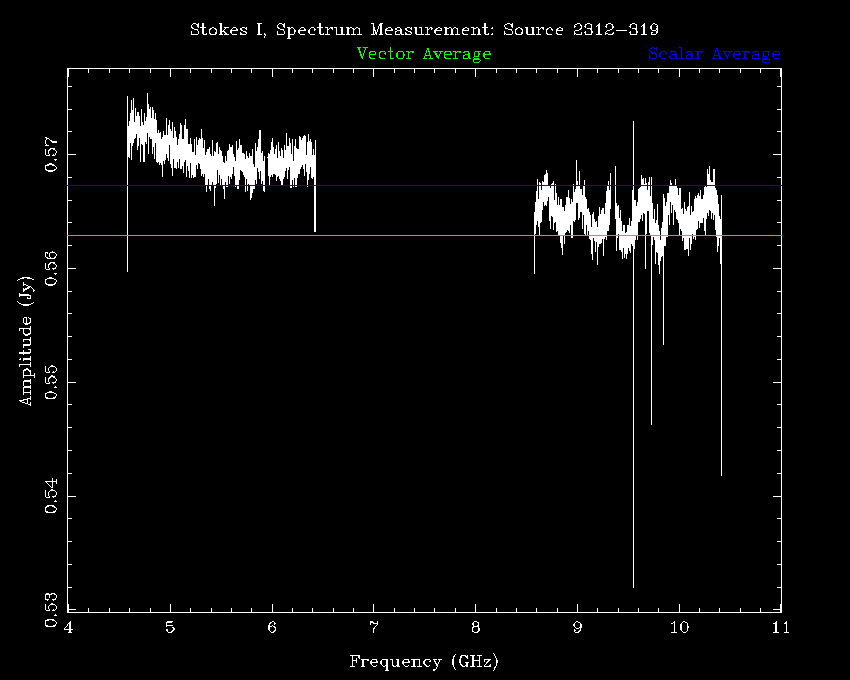 Stokes I, Spectrum Measurement: Source 2312−319
Vector Average
Scalar Average
0.57
0.56
0.55
0.54
0.53
Amplitude (Jy)
4 5 6 7 8 9 10 11
Frequency (GHz)